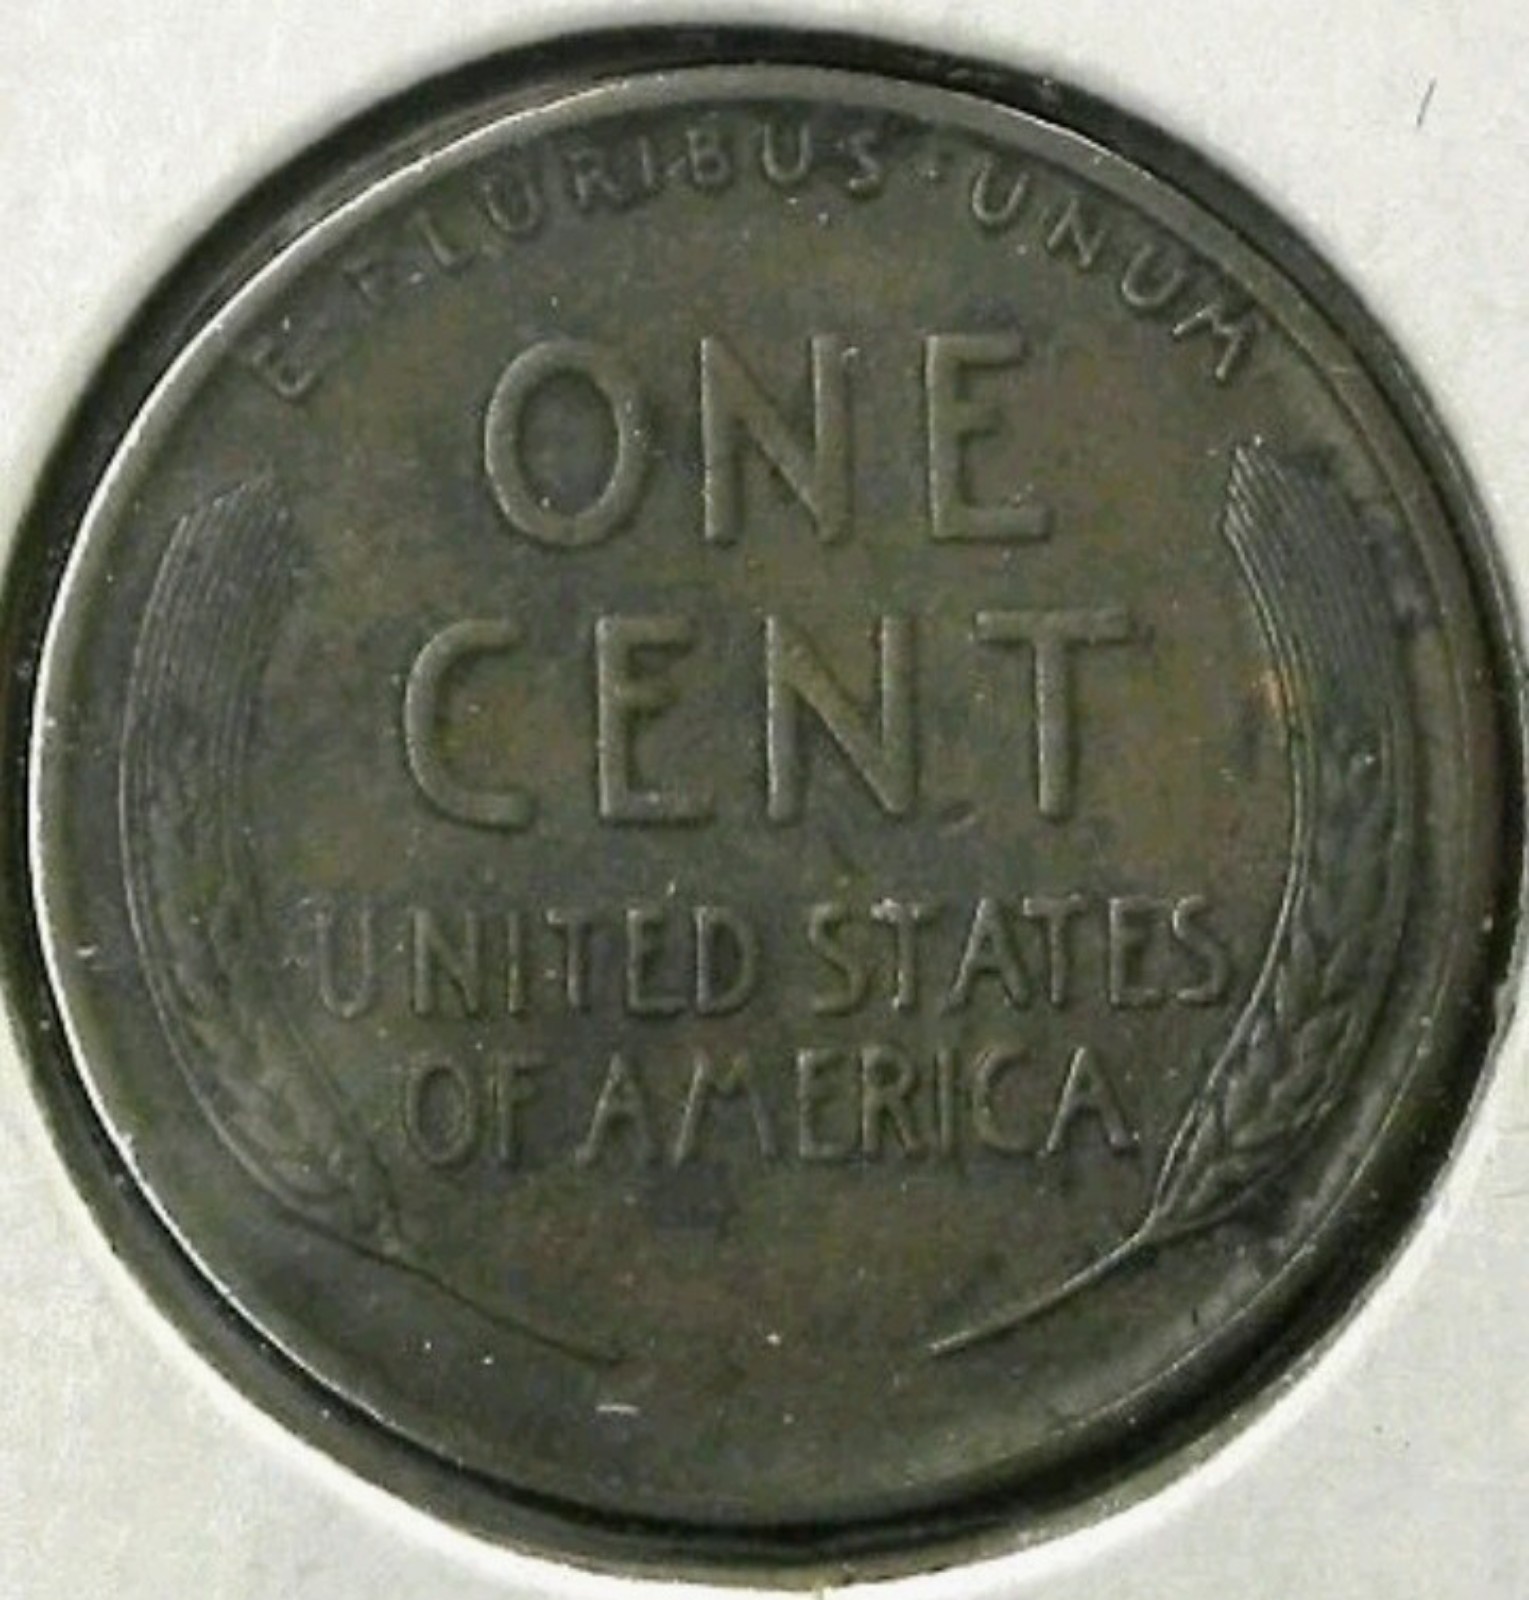 E·PLURIBUS·UNUM
ONE
CENT
UNITED STATES
OF AMERICA